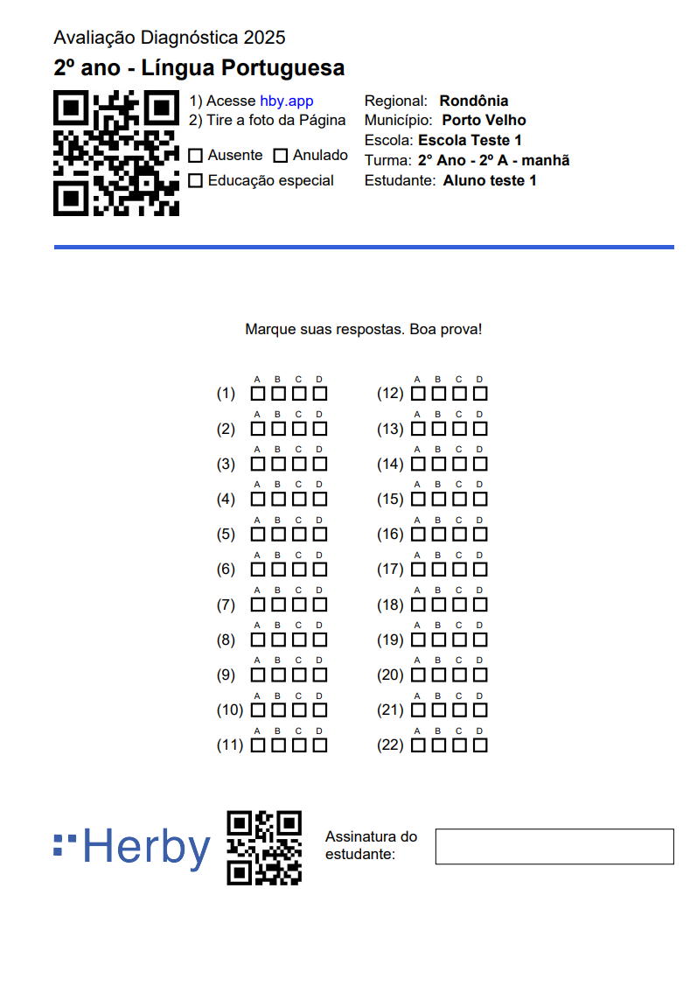 Avaliação Diagnóstica 2025
2º ano - Língua Portuguesa
1) Acesse hby.app
2) Tire a foto da Página
Ausente
Anulado
Educação especial
Regional: Rondônia
Município: Porto Velho
Escola: Escola Teste 1
Turma: 2° Ano - 2º A - manhã
Estudante: Aluno teste 1
Marque suas respostas. Boa prova!
A B C D
(1)
A B C D
(2)
A B C D
(3)
A B C D
(4)
A B C D
(5)
A B C D
(6)
A B C D
(7)
A B C D
(8)
A B C D
(9)
A B C D
(10)
A B C D
(11)
A B C D
(12)
A B C D
(13)
A B C D
(14)
A B C D
(15)
A B C D
(16)
A B C D
(17)
A B C D
(18)
A B C D
(19)
A B C D
(20)
A B C D
(21)
A B C D
(22)
Herby
Assinatura do
estudante: